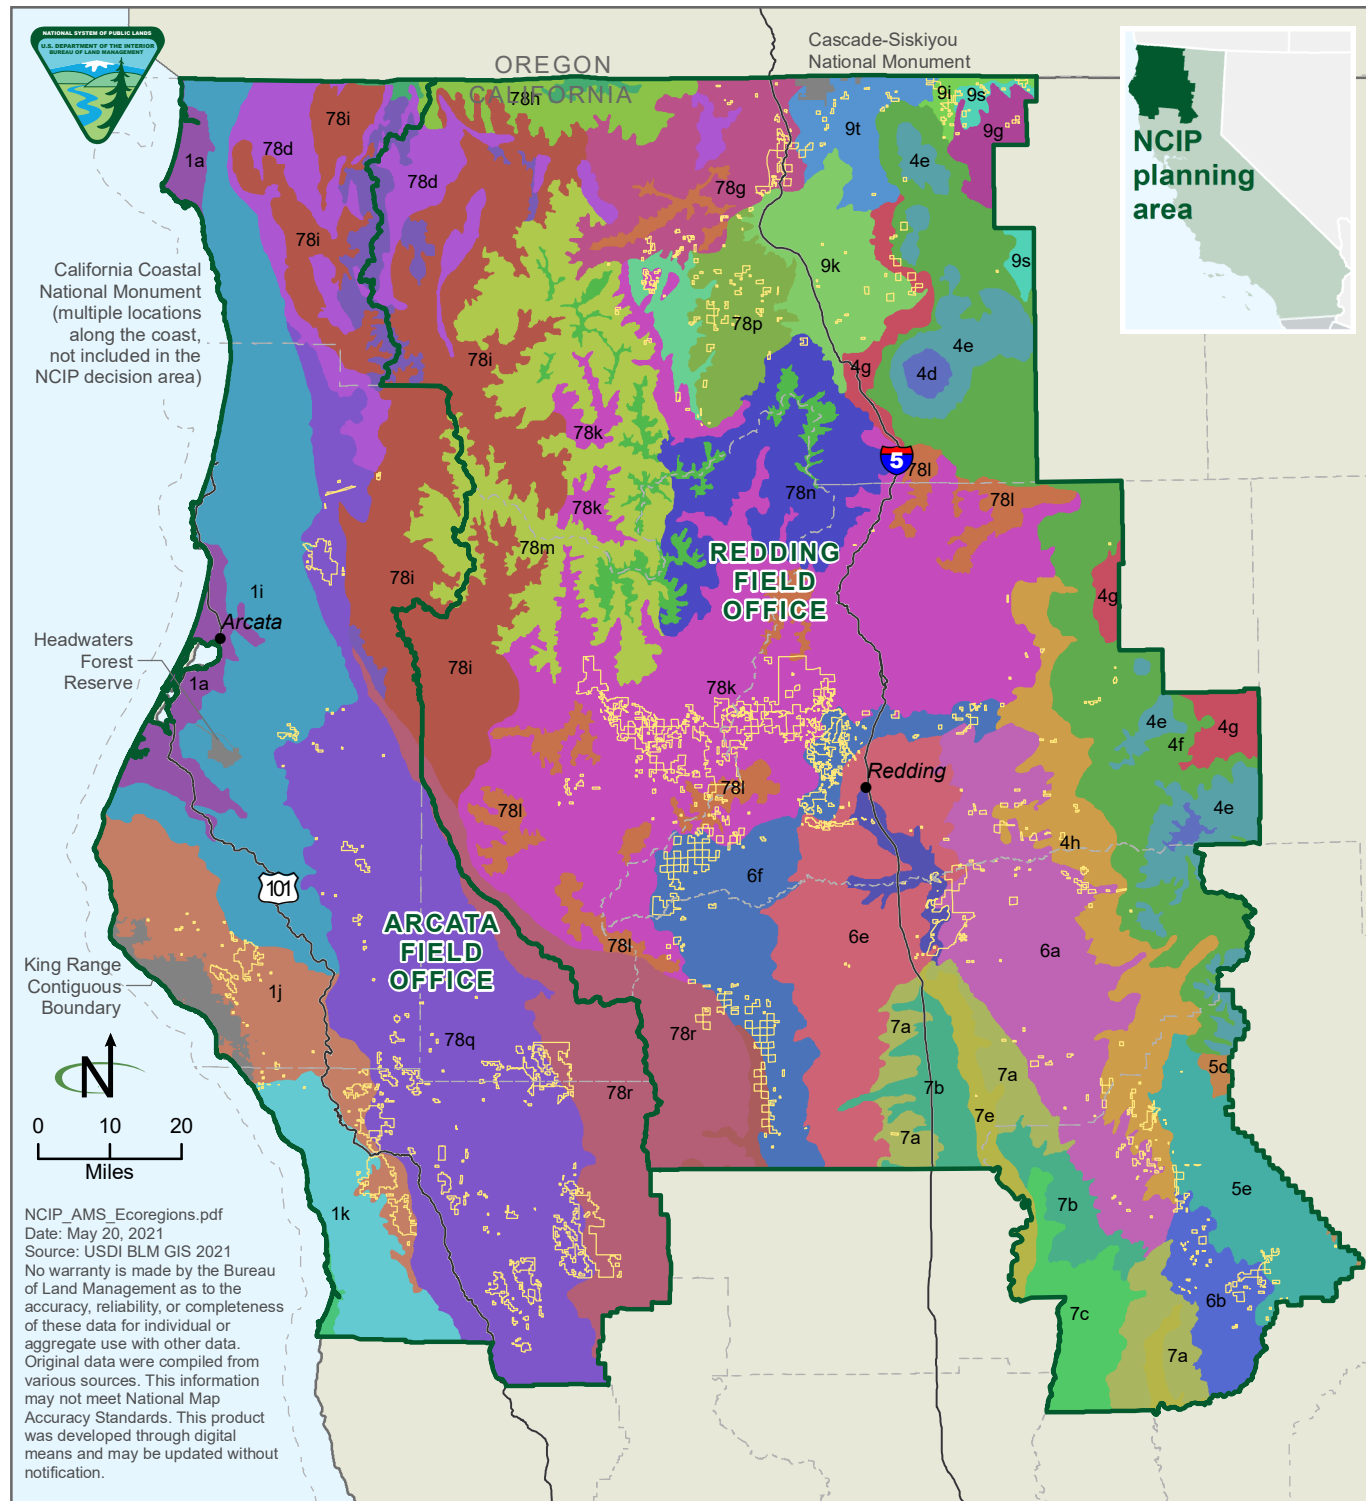 NATIONAL SYSTEM OF PUBLIC LANDS
U.S. DEPARTMENT OF THE INTERIOR
BUREAU OF LAND MANAGEMENT
OREGON
CALIFORNIA
Cascade-Siskiyou
National Monument
NCIP
planning
area
California Coastal
National Monument
(multiple locations
along the coast,
not included in the
NCIP decision area)
Headwaters
Forest
Reserve
King Range
Contiguous
Boundary
1a
78d
78i
78i
78d
78h
78g
9t
9i
9s
9g
4e
9k
9s
78p
78i
4g
4d
4e
78k
5
78l
78l
78k
78n
78m
REDDING
FIELD
OFFICE
1i
78i
4g
Arcata
1a
78i
78k
4e
4f
4g
Redding
78l
78l
4e
4h
6f
101
ARCATA
FIELD
OFFICE
78l
6e
6a
1j
78q
78r
7a
7b
7a
5c
78r
7e
7a
1k
7b
5e
6b
7c
7a
N
0
10
20
Miles
NCIP_AMS_Ecoregions.pdf
Date: May 20, 2021
Source: USDI BLM GIS 2021
No warranty is made by the Bureau
of Land Management as to the
accuracy, reliability, or completeness
of these data for individual or
aggregate use with other data.
Original data were compiled from
various sources. This information
may not meet National Map
Accuracy Standards. This product
was developed through digital
means and may be updated without
notification.